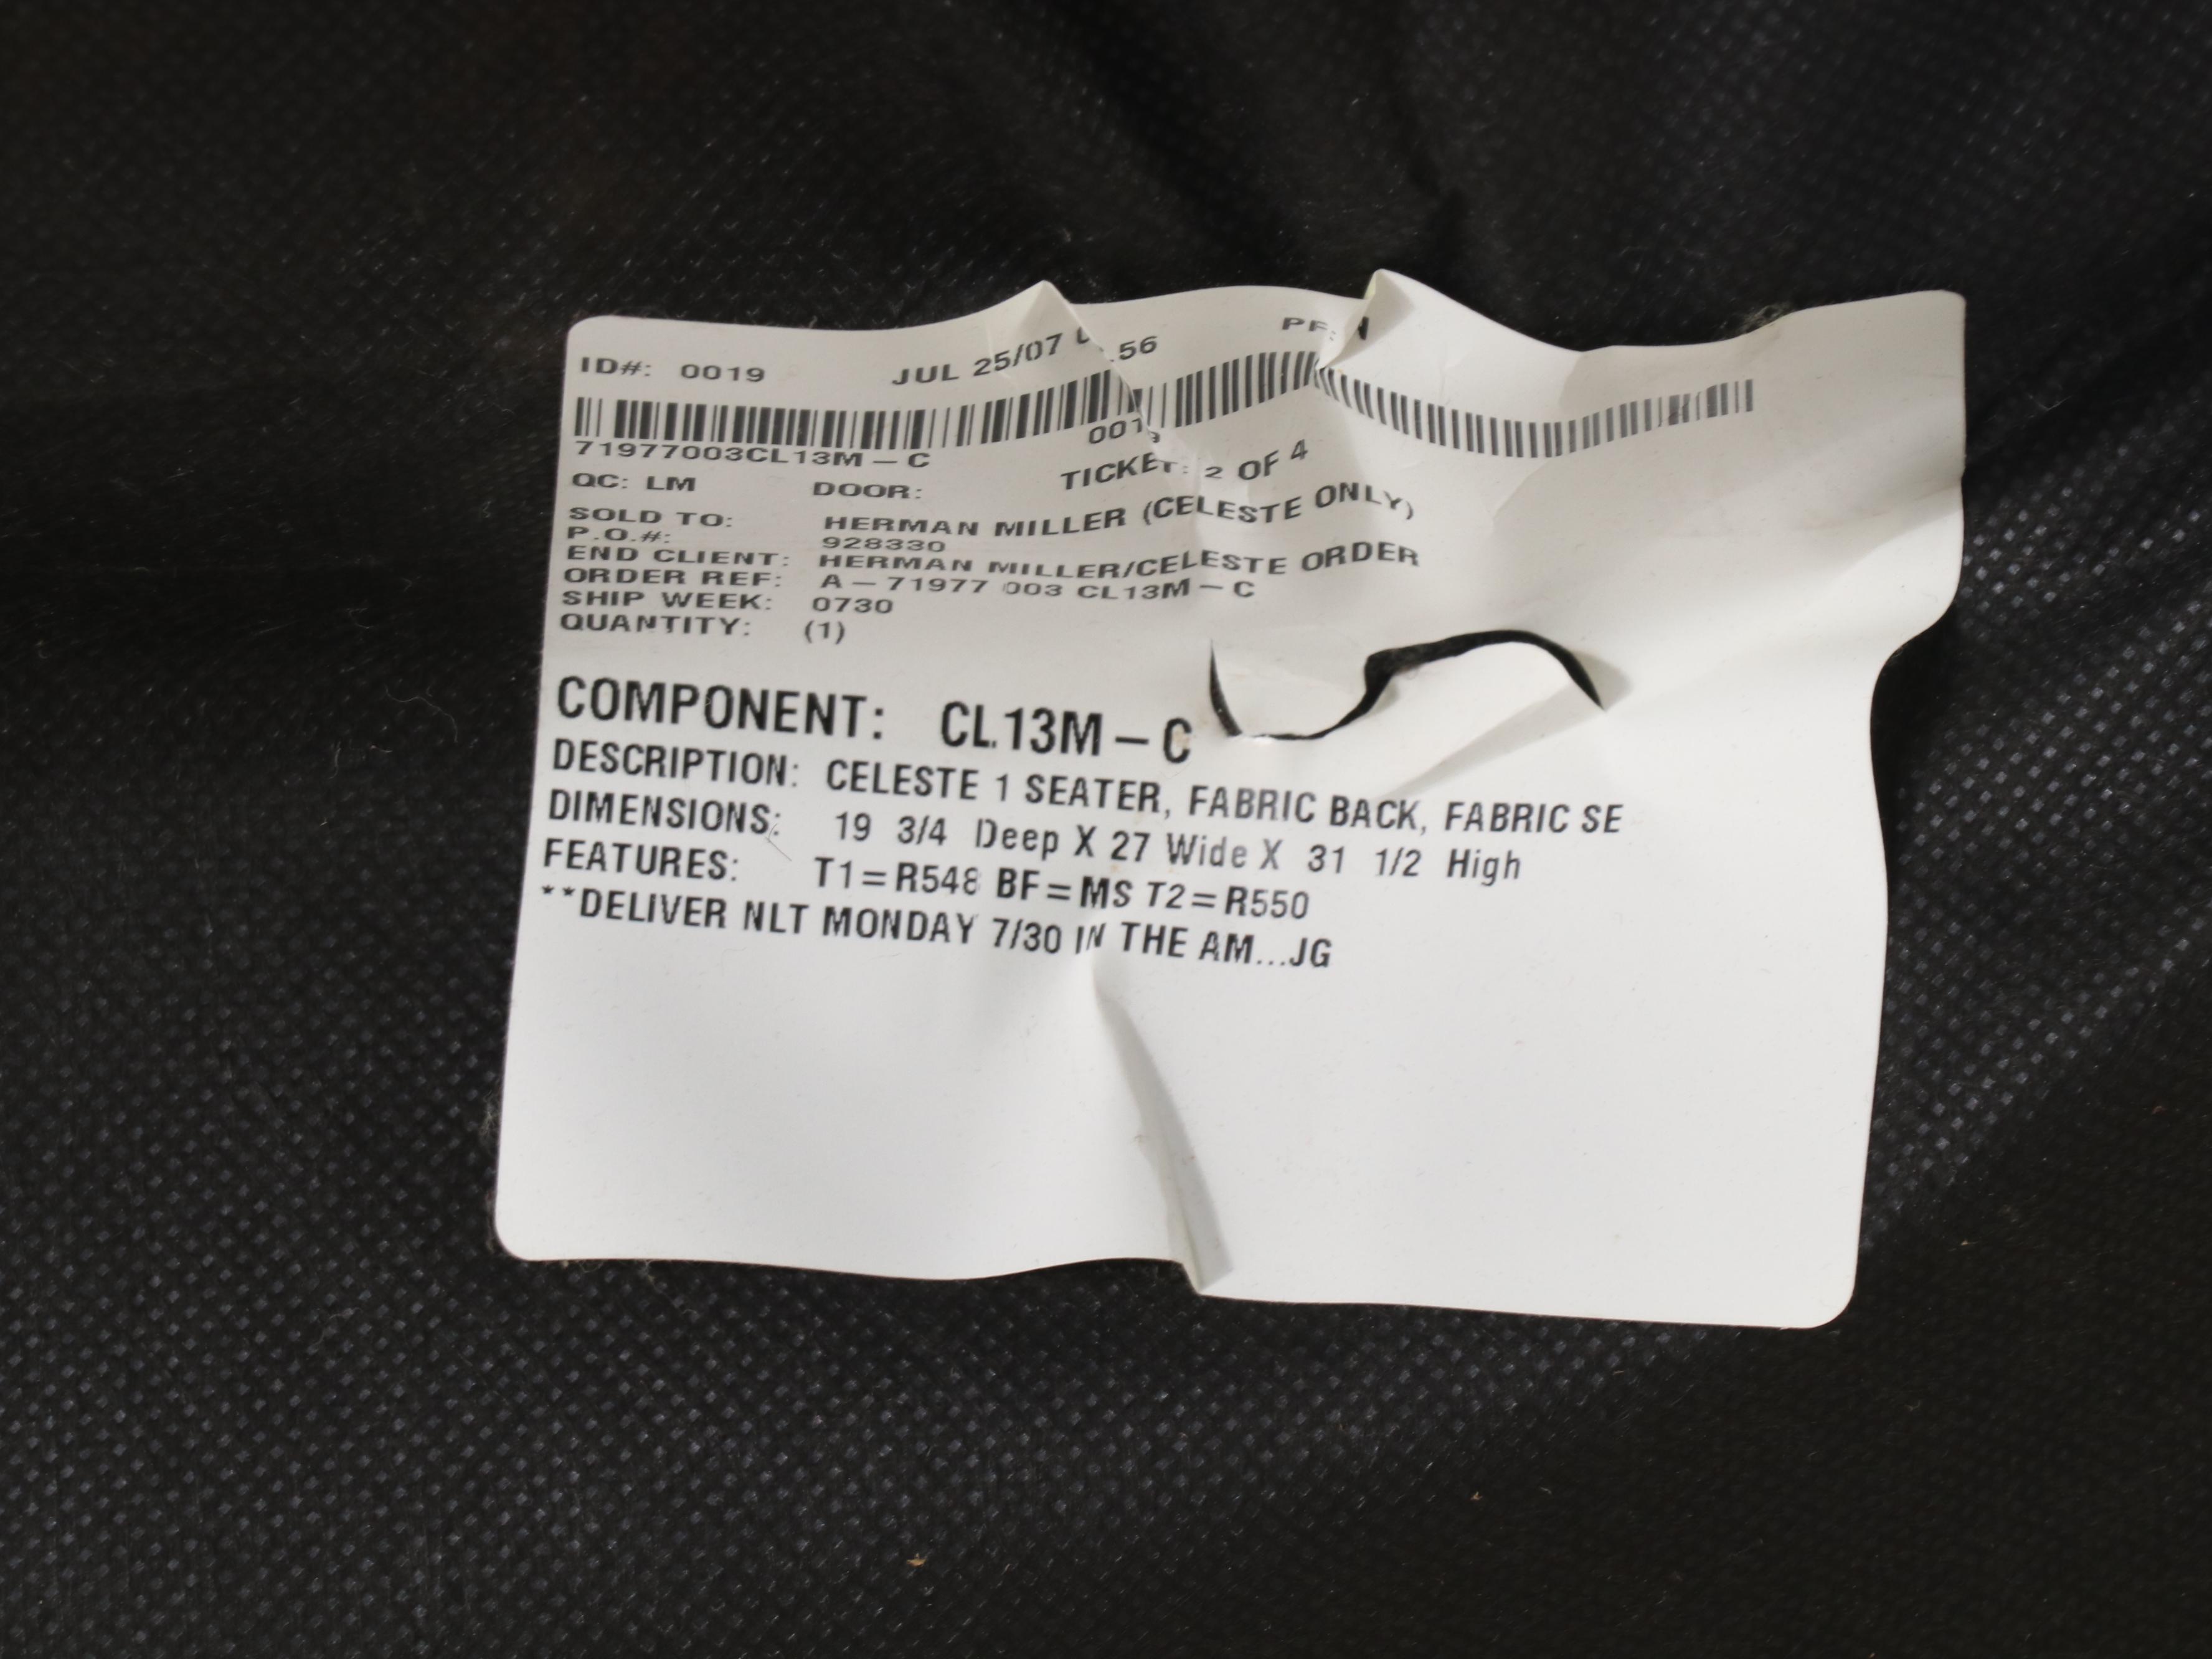 ID#: 0019 JUL 25/07 56 PF:
0019
71977003CL13M – C
QC: LM DOOR: TICKET: 2 OF 4
SOLD TO: HERMAN MILLER (CELESTE ONLY)
P.O.#: 928330
END CLIENT: HERMAN MILLER/CELESTE ORDER
ORDER REF: A – 71977 003 CL13M – C
SHIP WEEK: 0730
QUANTITY: (1)
COMPONENT: CL13M – C
DESCRIPTION: CELESTE 1 SEATER, FABRIC BACK, FABRIC SE
DIMENSIONS: 19 3/4 Deep X 27 Wide X 31 1/2 High
FEATURES: T1=R548 BF=MS T2=R550
**DELIVER NLT MONDAY 7/30 IN THE AM...JG